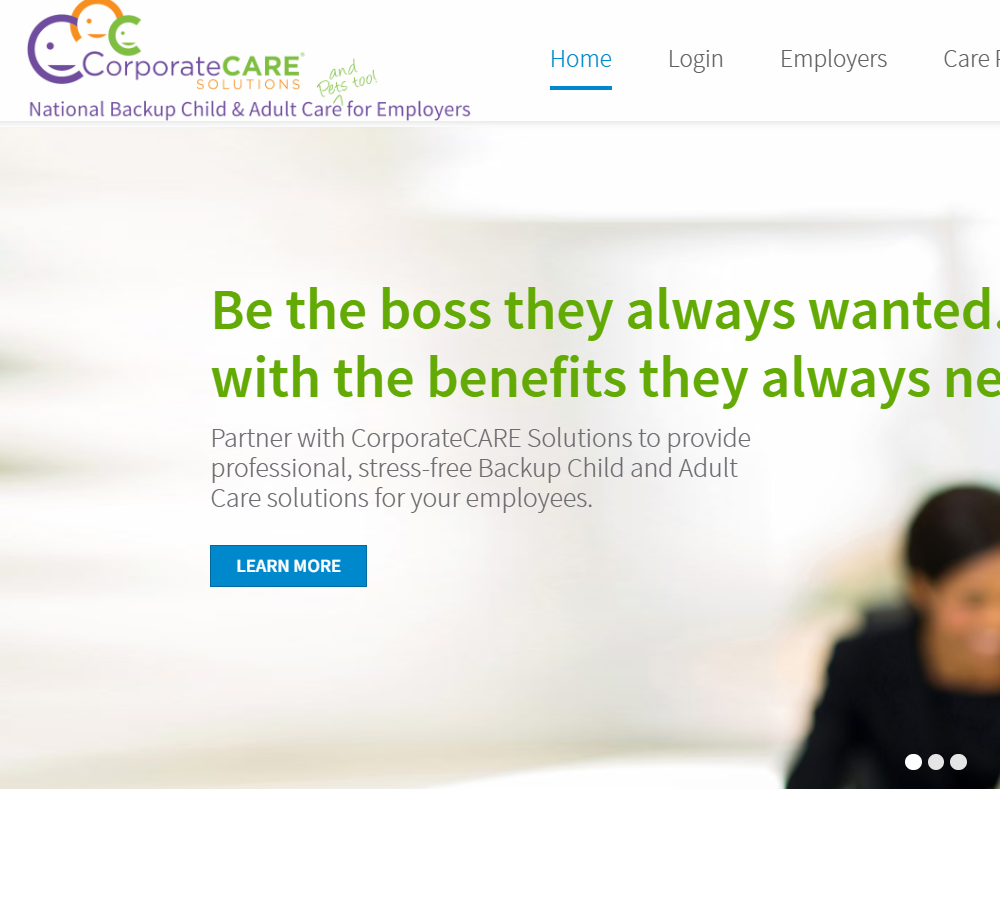 CorporateCARE®
SOLUTIONS
and
Pets too!
National Backup Child & Adult Care for Employers
Home
Login
Employers
Care
Be the boss they always wanted.
with the benefits they always ne
Partner with CorporateCARE Solutions to provide
professional, stress-free Backup Child and Adult
Care solutions for your employees.
LEARN MORE